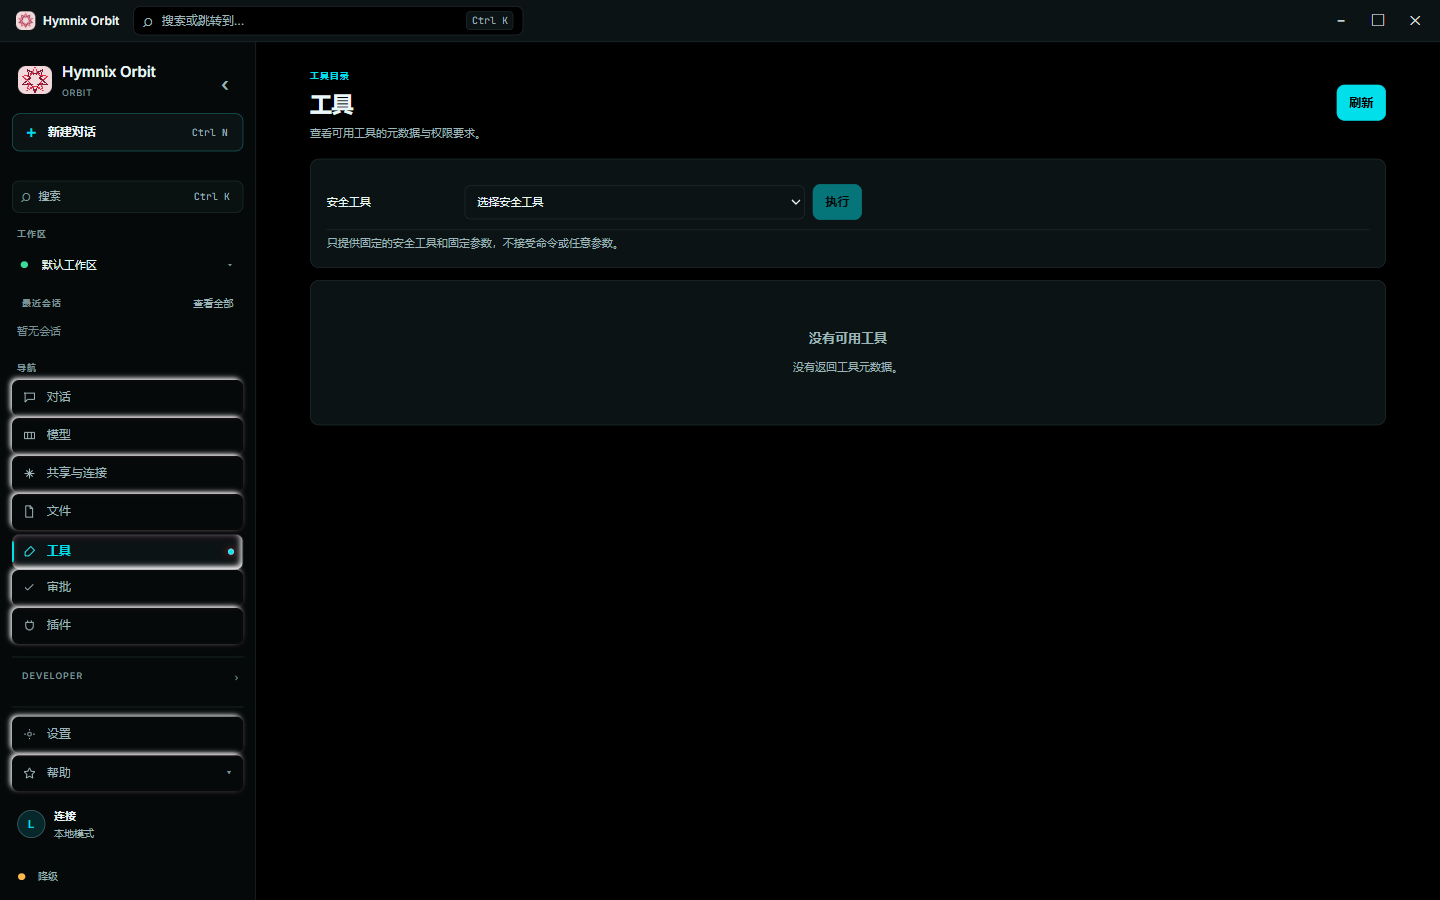 Hymnix Orbit
搜索或跳转到...
Ctrl K
Hymnix Orbit
ORBIT
新建对话
Ctrl N
搜索
Ctrl K
工作区
默认工作区
最近会话
查看全部
暂无会话
导航
对话
模型
共享与连接
文件
工具
审批
插件
DEVELOPER
设置
帮助
L
连接
本地模式
降级
工具目录
工具
查看可用工具的元数据与权限要求。
刷新
安全工具
选择安全工具
执行
只提供固定的安全工具和固定参数，不接受命令或任意参数。
没有可用工具
没有返回工具元数据。